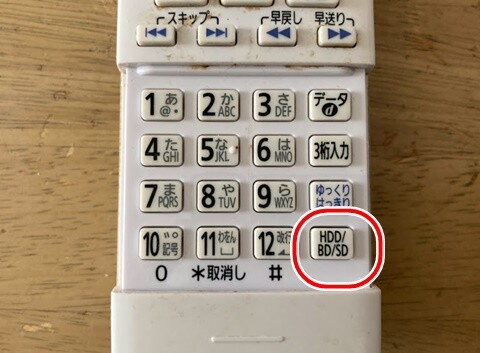 スキップ 早戻し 早送り
|◀◀ ▶▶| ◀◀ ▶▶
1 あ @・ 2 か ABC 3 さ DEF データ d
4 た GHI 5 な JKL 6 は MNO 3桁入力
7 ま PQRS 8 や TUV 9 ら WXYZ ゆっくり はっきり
10 ゛゜ 記号 11 わをん 12 改行 HDD/ BD/SD
0 ＊取消し #